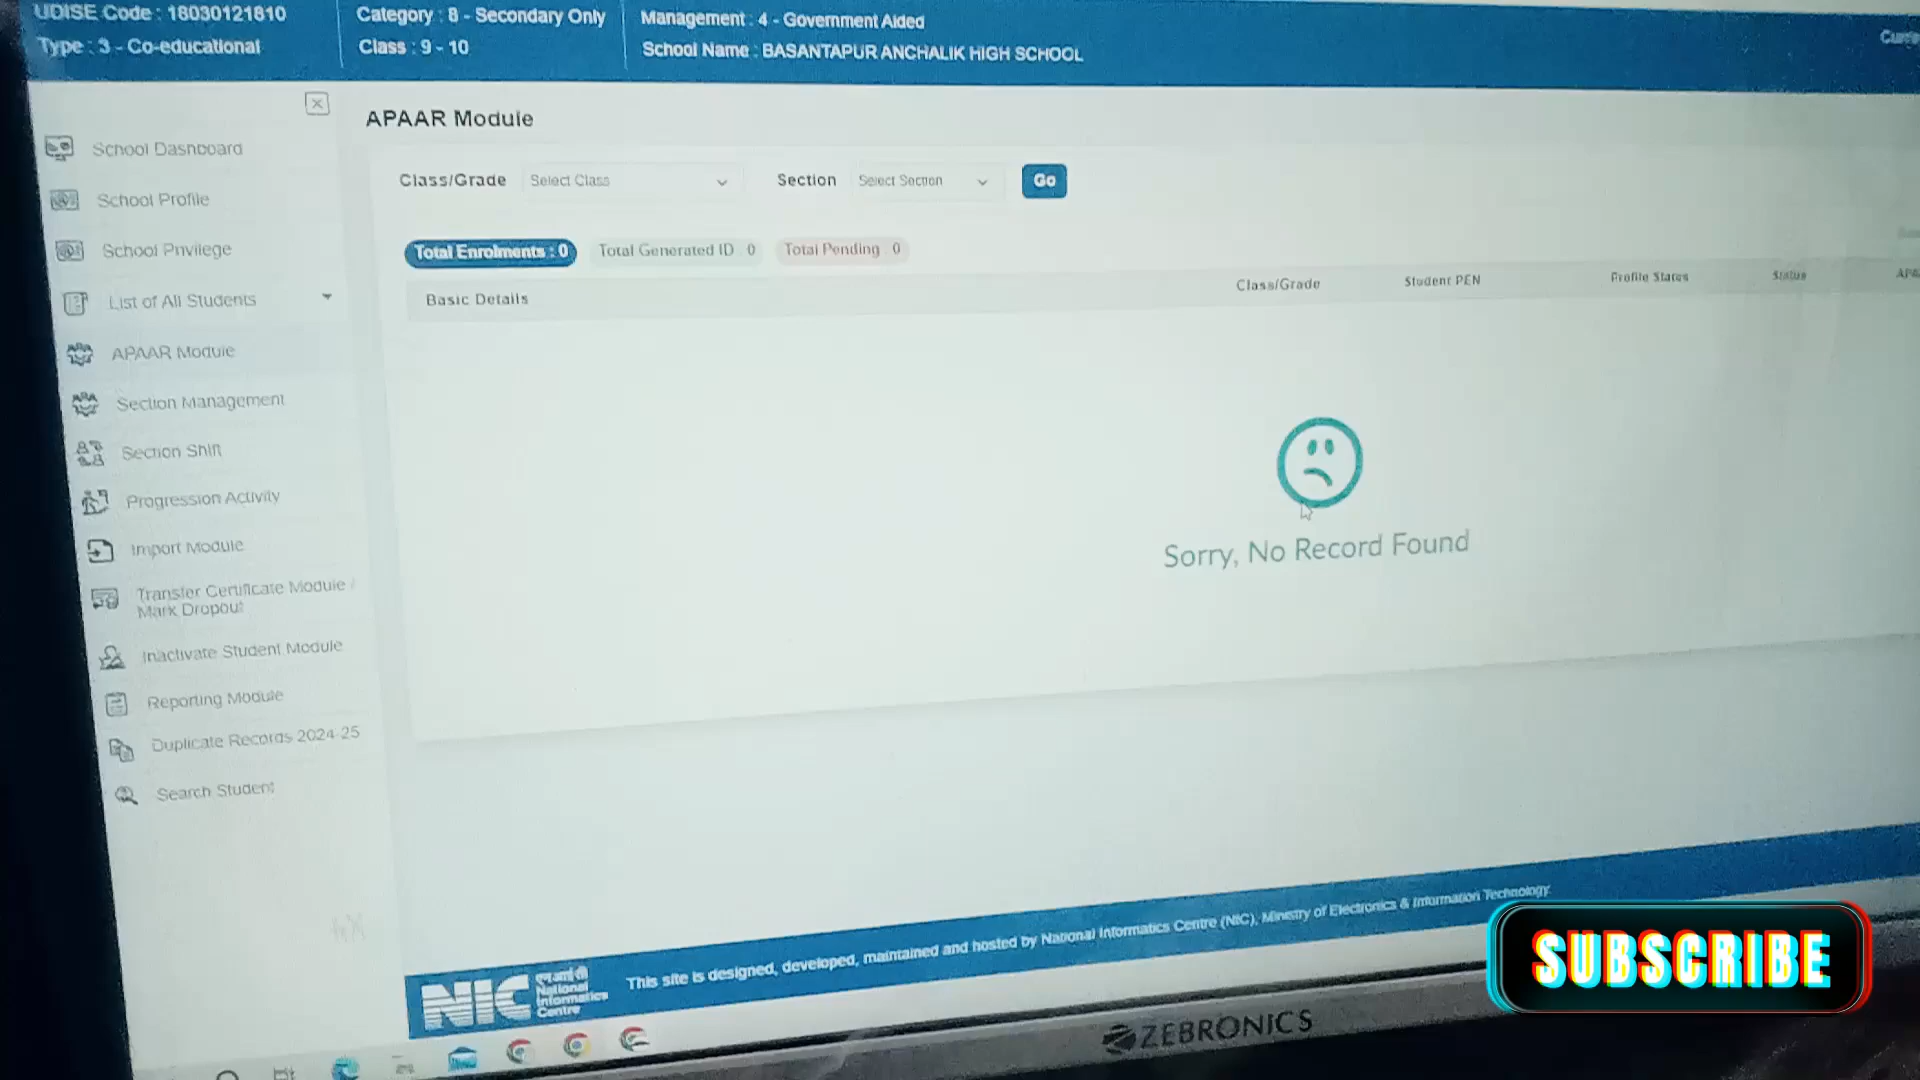 UDISE Code : 18030121810
Category : 8 - Secondary Only
Management : 4 - Government Aided
Type : 3 - Co-educational
Class : 9 - 10
School Name : BASANTAPUR ANCHALIK HIGH SCHOOL
APAAR Module
School Dashboard
Class/Grade
Select Class
Section
Select Section
Go
School Profile
School Privilege
Total Enrolments : 0
Total Generated ID 0
Total Pending 0
List of All Students
Basic Details
Class/Grade
Student PEN
Profile Status
Status
APAAR Module
Section Management
Section Shift
Progression Activity
Import Module
Sorry, No Record Found
Transfer Certificate Module /
Mark Dropout
Inactivate Student Module
Reporting Module
Duplicate Records 2024-25
Search Student
NIC
एनआईसी
National
Informatics
Centre
This site is designed, developed, maintained and hosted by National Informatics Centre (NIC), Ministry of Electronics & Information Technology
SUBSCRIBE
ZEBRONICS